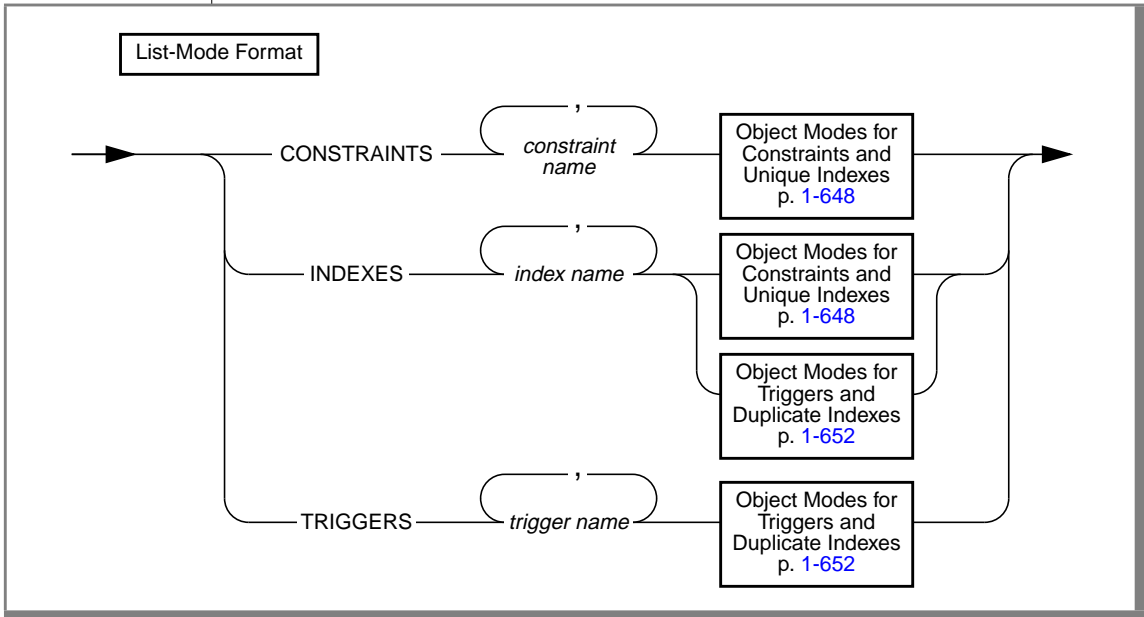 List-Mode Format
,
CONSTRAINTS
constraint
name
Object Modes for
Constraints and
Unique Indexes
p. 1-648
,
INDEXES
index name
Object Modes for
Constraints and
Unique Indexes
p. 1-648
Object Modes for
Triggers and
Duplicate Indexes
p. 1-652
,
TRIGGERS
trigger name
Object Modes for
Triggers and
Duplicate Indexes
p. 1-652